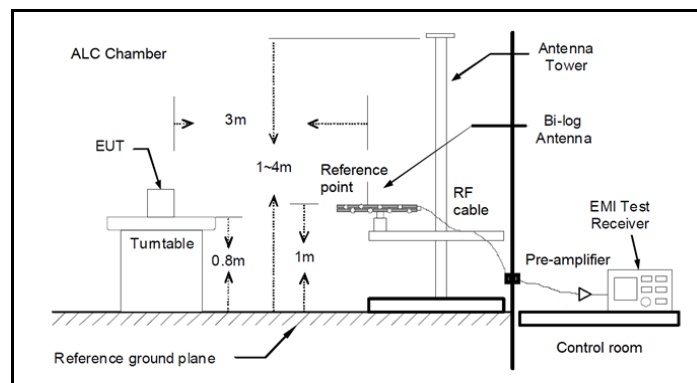 ALC Chamber
Antenna
Tower
3m
Bi-log
Antenna
EUT
1~4m
Reference
point
RF
cable
EMI Test
Receiver
Turntable
0.8m
1m
Pre-amplifier
Reference ground plane
Control room